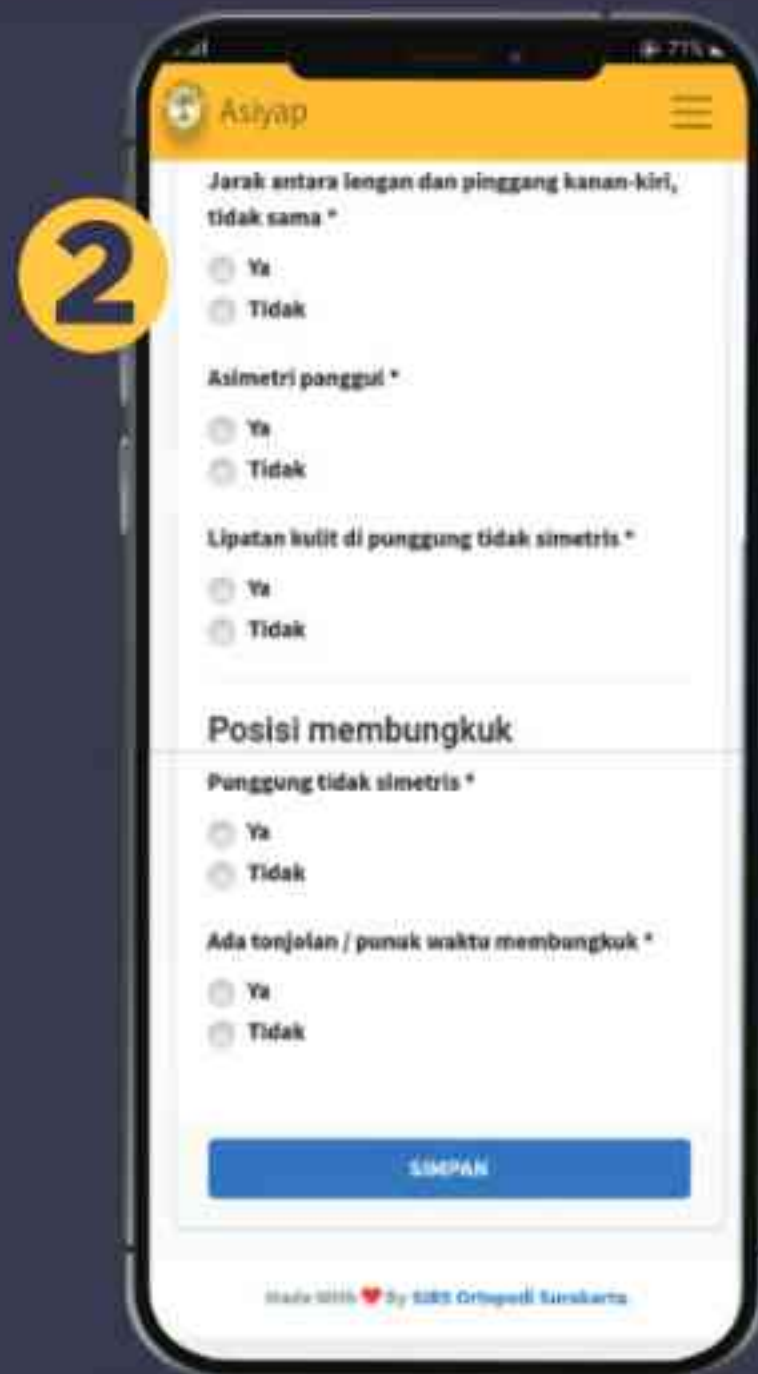 77%
Asiyap
2
Jarak antara lengan dan pinggang kanan-kiri,
tidak sama *
Ya
Tidak
Asimetri panggul *
Ya
Tidak
Lipatan kulit di punggung tidak simetris *
Ya
Tidak
Posisi membungkuk
Punggung tidak simetris *
Ya
Tidak
Ada tonjolan / punuk waktu membungkuk *
Ya
Tidak
SIMPAN
Made With ❤ By SIRS Ortopedi Surakarta